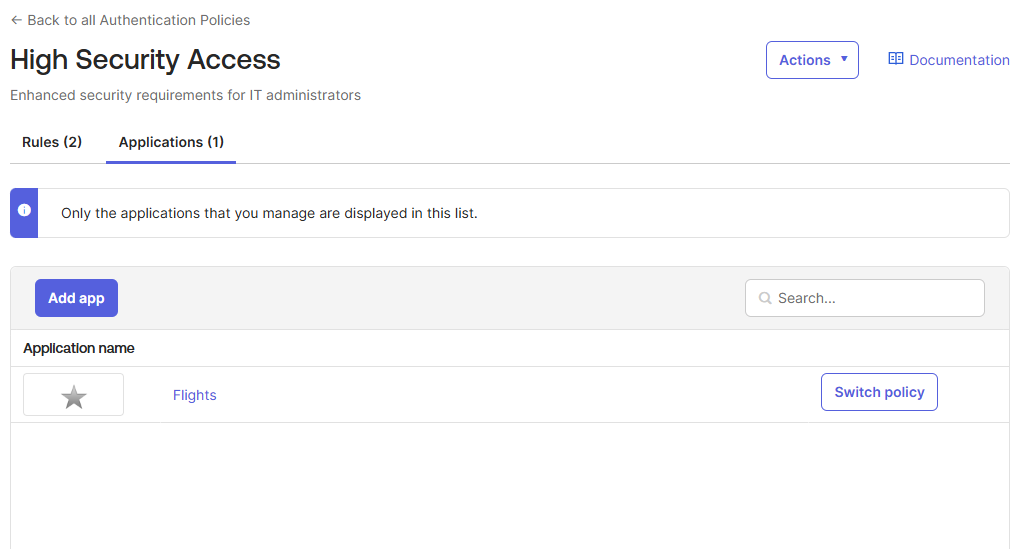 ← Back to all Authentication Policies
High Security Access
Actions
Documentation
Enhanced security requirements for IT administrators
Rules (2)
Applications (1)
Only the applications that you manage are displayed in this list.
Add app
Search...
Application name
Flights
Switch policy